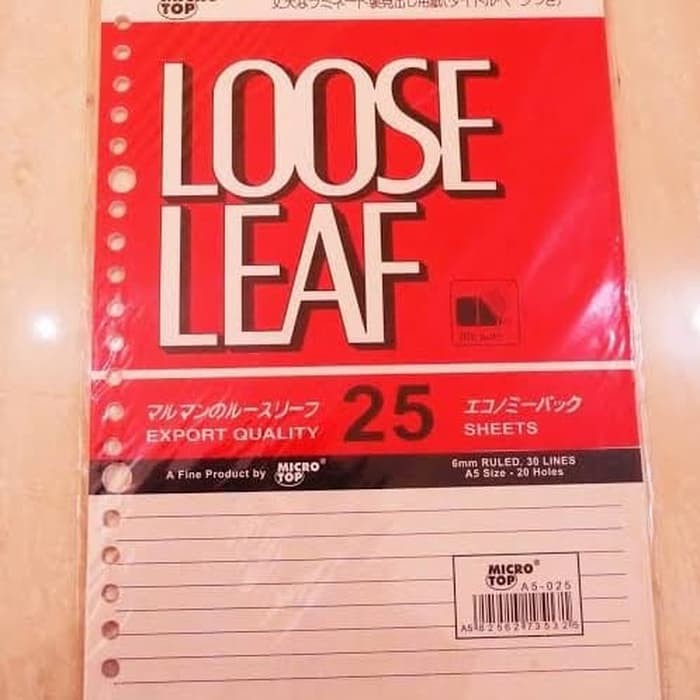 MICRO
TOP
LOOSE
LEAF
マルマンのルースリーフ
EXPORT QUALITY
25
エコノミーパック
SHEETS
A Fine Product by MICRO TOP®
6mm RULED. 30 LINES
A5 Size - 20 Holes
MICRO®
TOP
A5-025